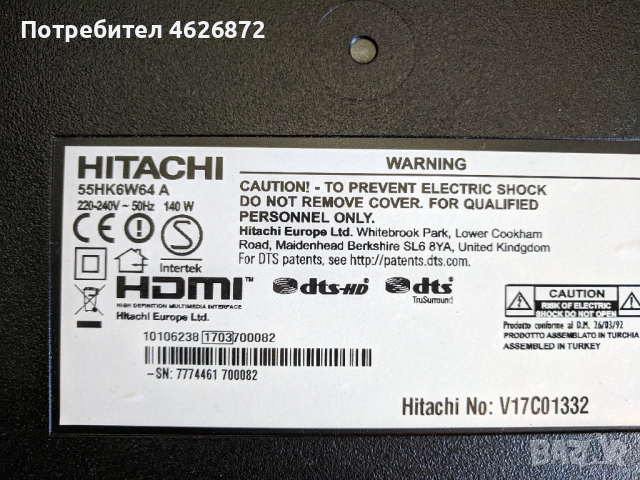 Потребител 4626872
HITACHI
55HK6W64 A
220-240V ~ 50Hz 140 W
CE
S
Intertek
HDMI™
HIGH DEFINITION MULTIMEDIA INTERFACE
Hitachi Europe Ltd.
10106238 1703 700082
-SN: 7774461 700082
WARNING
CAUTION! - TO PREVENT ELECTRIC SHOCK
DO NOT REMOVE COVER. FOR QUALIFIED
PERSONNEL ONLY.
Hitachi Europe Ltd. Whitebrook Park, Lower Cookham
Road, Maidenhead Berkshire SL6 8YA, United Kingdom
For DTS patents, see http://patents.dts.com.
dts-HD
dts
TruSurround
CAUTION
RISK OF ELECTRIC
SHOCK DO NOT OPEN
Prodotto conforme al D.M. 26/03/92
PRODOTTO ASSEMBLATO IN TURCHIA
ASSEMBLED IN TURKEY
Hitachi No: V17C01332
bazar